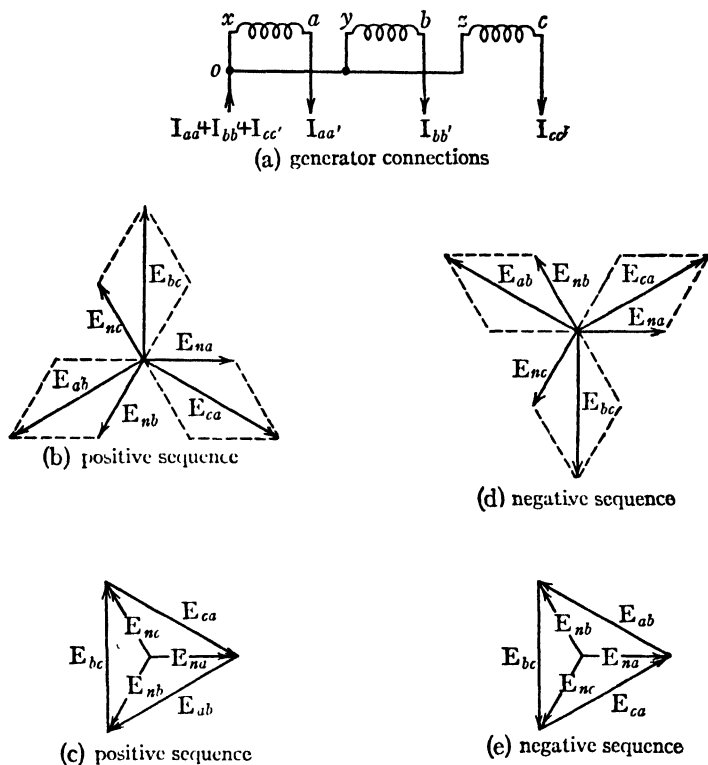 x a y b z c
o
I_aa'+I_bb'+I_cc' I_aa' I_bb' I_cc'
(a) generator connections
E_bc
E_nc
E_na
E_ab
E_nb
E_ca
(b) positive sequence
E_ab E_nb E_ca
E_na
E_nc
E_bc
(d) negative sequence
E_ca
E_nc
E_bc E_na
E_nb
E_ab
(c) positive sequence
E_ab
E_nb
E_bc E_na
E_nc
E_ca
(e) negative sequence